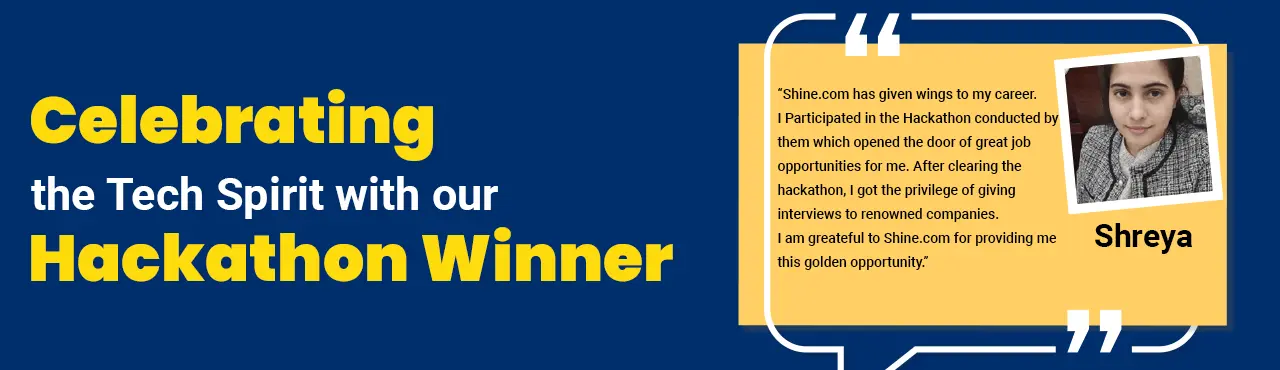 Celebrating
the Tech Spirit with our
Hackathon Winner
“Shine.com has given wings to my career.
I Participated in the Hackathon conducted by
them which opened the door of great job
opportunities for me. After clearing the
hackathon, I got the privilege of giving
interviews to renowned companies.
I am greateful to Shine.com for providing me
this golden opportunity.”
Shreya